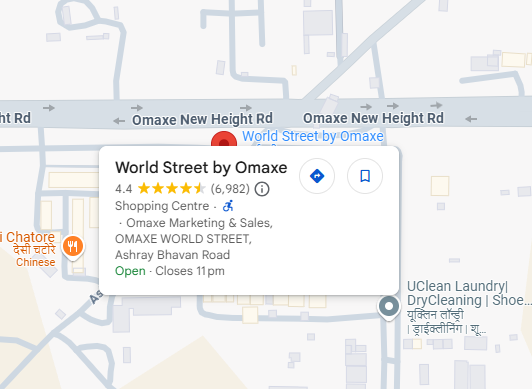 ht Rd
Omaxe New Height Rd
Omaxe New Height Rd
World Street by Omaxe
World Street by Omaxe
4.4 (6,982)
Shopping Centre ·
· Omaxe Marketing & Sales,
OMAXE WORLD STREET,
Ashray Bhavan Road
Open · Closes 11 pm
i Chatore
देसी चटोरे
Chinese
As
UClean Laundry|
DryCleaning | Shoe...
यूक्लिन लॉन्ड्री
| ड्राईक्लीनिंग | शू...